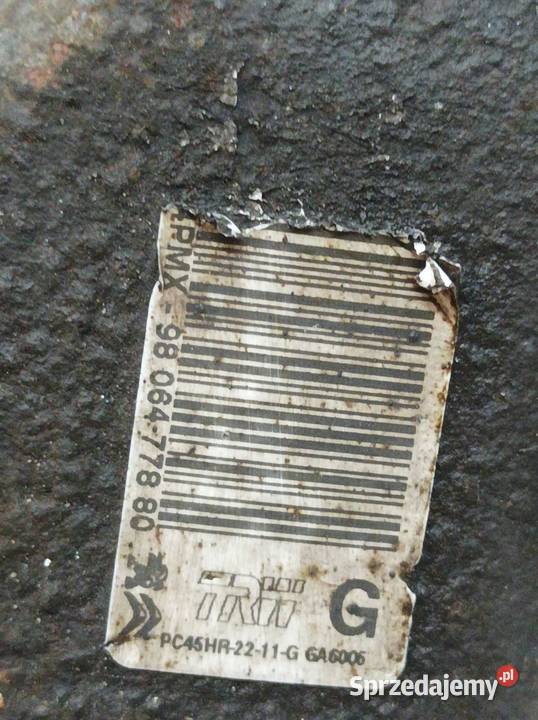 PMX 98 064 778 80
TRW
G
PC45HR-22-11-G GA6006
Sprzedajemy.pl